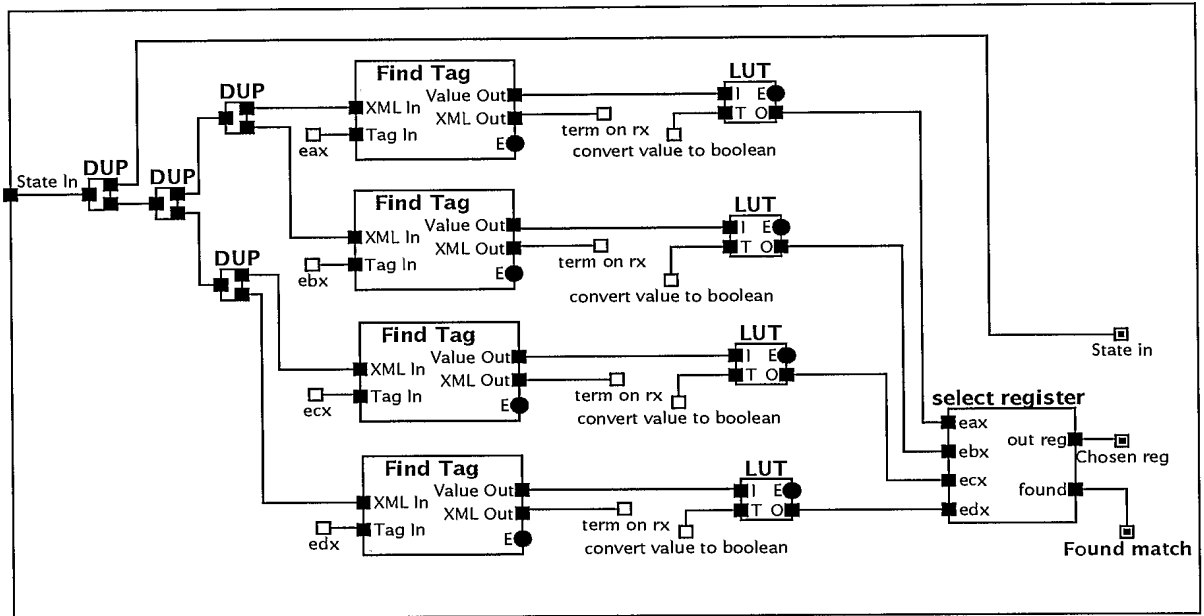 State In
DUP
DUP
DUP
DUP
Find Tag
XML In
Tag In
Value Out
XML Out
E
eax
term on rx
LUT
I E
T O
convert value to boolean
Find Tag
XML In
Tag In
Value Out
XML Out
E
ebx
term on rx
LUT
I E
T O
convert value to boolean
Find Tag
XML In
Tag In
Value Out
XML Out
E
ecx
term on rx
LUT
I E
T O
convert value to boolean
Find Tag
XML In
Tag In
Value Out
XML Out
E
edx
term on rx
LUT
I E
T O
convert value to boolean
State in
select register
eax
ebx
ecx
edx
out reg
found
Chosen reg
Found match